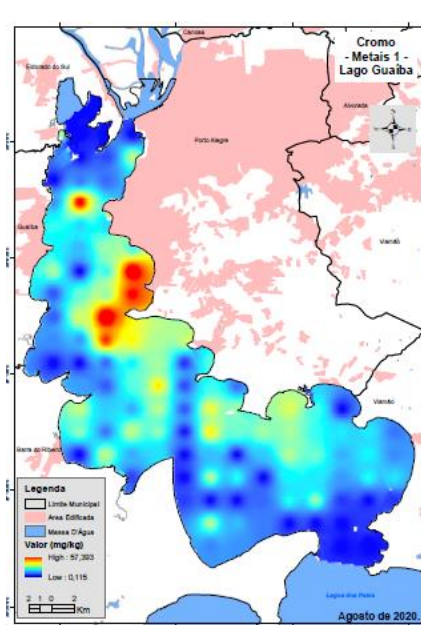 Cromo
- Metais 1 -
Lago Guaíba
Canoas
Eldorado do Sul
Alvorada
Porto Alegre
Guaíba
Viamão
Viamão
Barra do Ribeiro
Legenda
Limite Municipal
Area Edificada
Massa D'Água
Valor (mg/kg)
High : 57,393
Low : 0,115
2 1 0 2
Km
Lagoa dos Patos
Agosto de 2020.